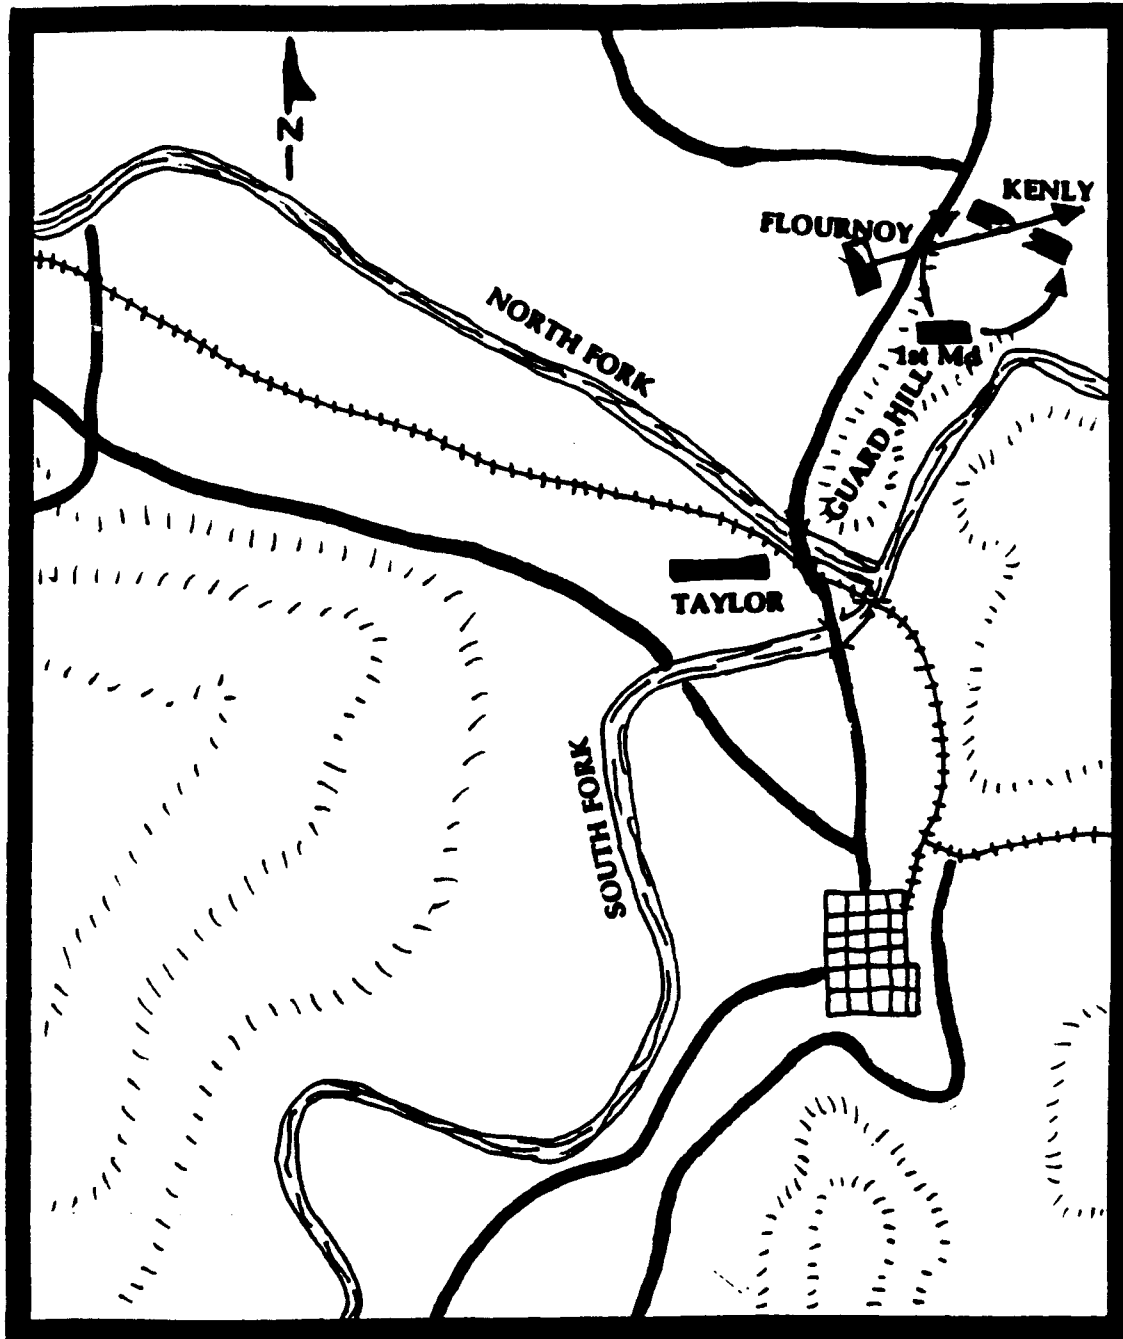 N
KENLY
FLOURNOY
NORTH FORK
1st Md
GUARD HILL
TAYLOR
SOUTH FORK